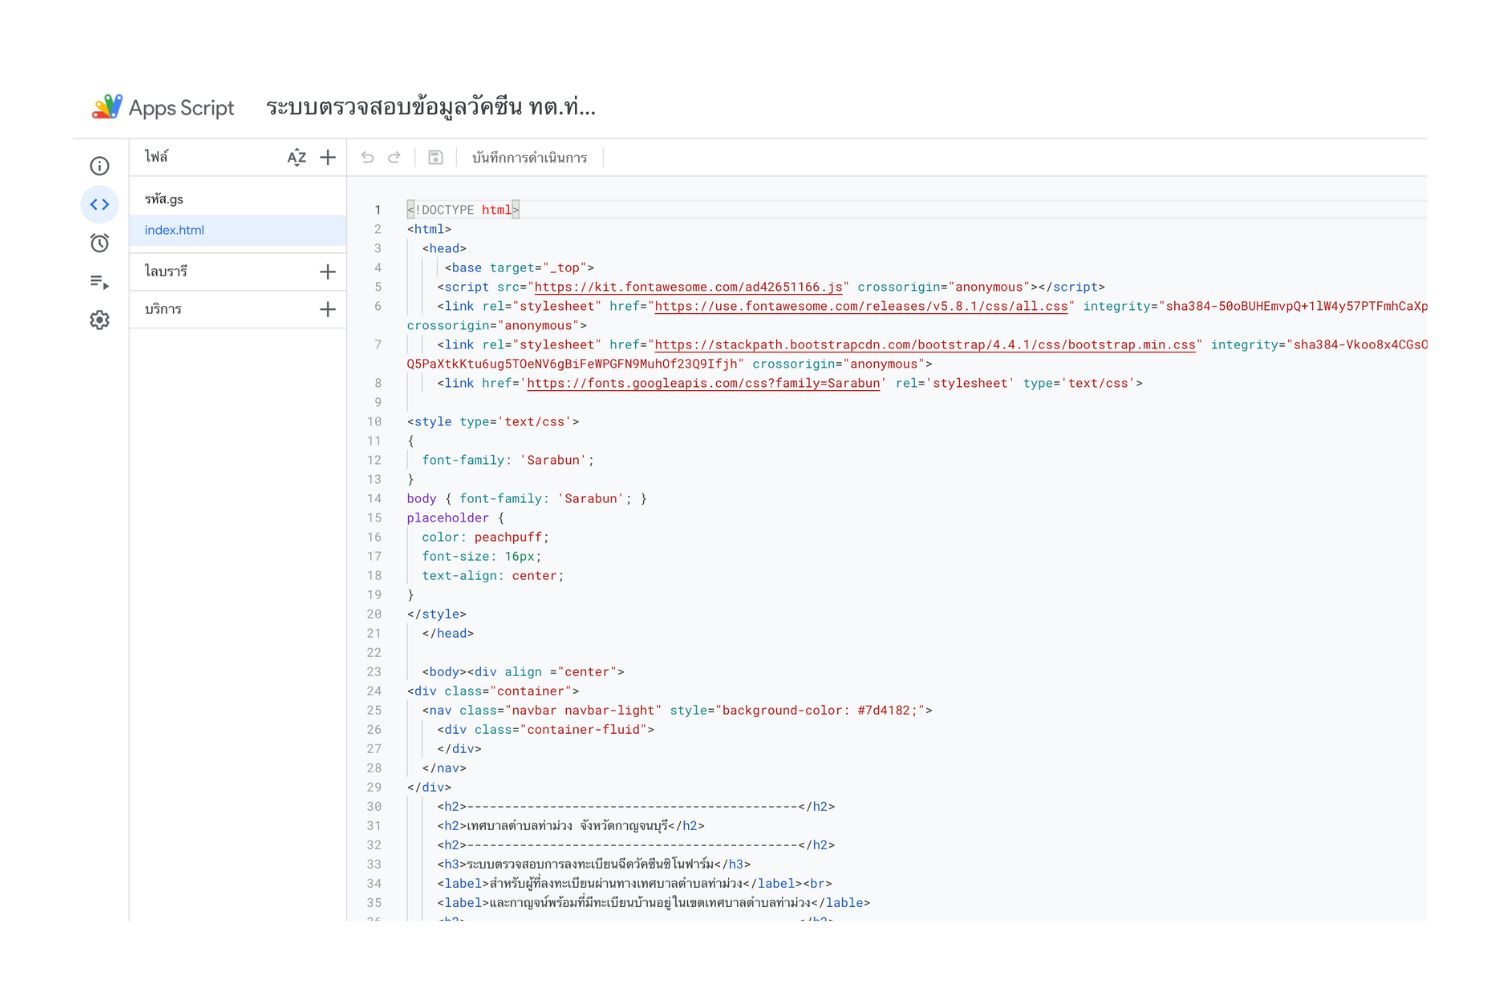 Apps Script ระบบตรวจสอบข้อมูลวัคซีน ทต.ท่...
ไฟล์ AZ
บันทึกการดำเนินการ
รหัส.gs
index.html
ไลบรารี
บริการ
1 <!DOCTYPE html>
2 <html>
3 <head>
4 <base target="_top">
5 <script src="https://kit.fontawesome.com/ad42651166.js" crossorigin="anonymous"></script>
6 <link rel="stylesheet" href="https://use.fontawesome.com/releases/v5.8.1/css/all.css" integrity="sha384-50oBUHEmvpQ+1lW4y57PTFmhCaXp
crossorigin="anonymous">
7 <link rel="stylesheet" href="https://stackpath.bootstrapcdn.com/bootstrap/4.4.1/css/bootstrap.min.css" integrity="sha384-Vkoo8x4CGsO
Q5PaXtkKtu6ug5TOeNV6gBiFeWPGFN9MuhOf23Q9Ifjh" crossorigin="anonymous">
8 <link href='https://fonts.googleapis.com/css?family=Sarabun' rel='stylesheet' type='text/css'>
9
10 <style type='text/css'>
11 {
12 font-family: 'Sarabun';
13 }
14 body { font-family: 'Sarabun'; }
15 placeholder {
16 color: peachpuff;
17 font-size: 16px;
18 text-align: center;
19 }
20 </style>
21 </head>
22
23 <body><div align ="center">
24 <div class="container">
25 <nav class="navbar navbar-light" style="background-color: #7d4182;">
26 <div class="container-fluid">
27 </div>
28 </nav>
29 </div>
30 <h2>--------------------------------------------</h2>
31 <h2>เทศบาลตำบลท่าม่วง จังหวัดกาญจนบุรี</h2>
32 <h2>--------------------------------------------</h2>
33 <h3>ระบบตรวจสอบการลงทะเบียนฉีดวัคซีนซิโนฟาร์ม</h3>
34 <label>สำหรับผู้ที่ลงทะเบียนผ่านทางเทศบาลตำบลท่าม่วง</label><br>
35 <label>และกาญจน์พร้อมที่มีทะเบียนบ้านอยู่ในเขตเทศบาลตำบลท่าม่วง</lable>